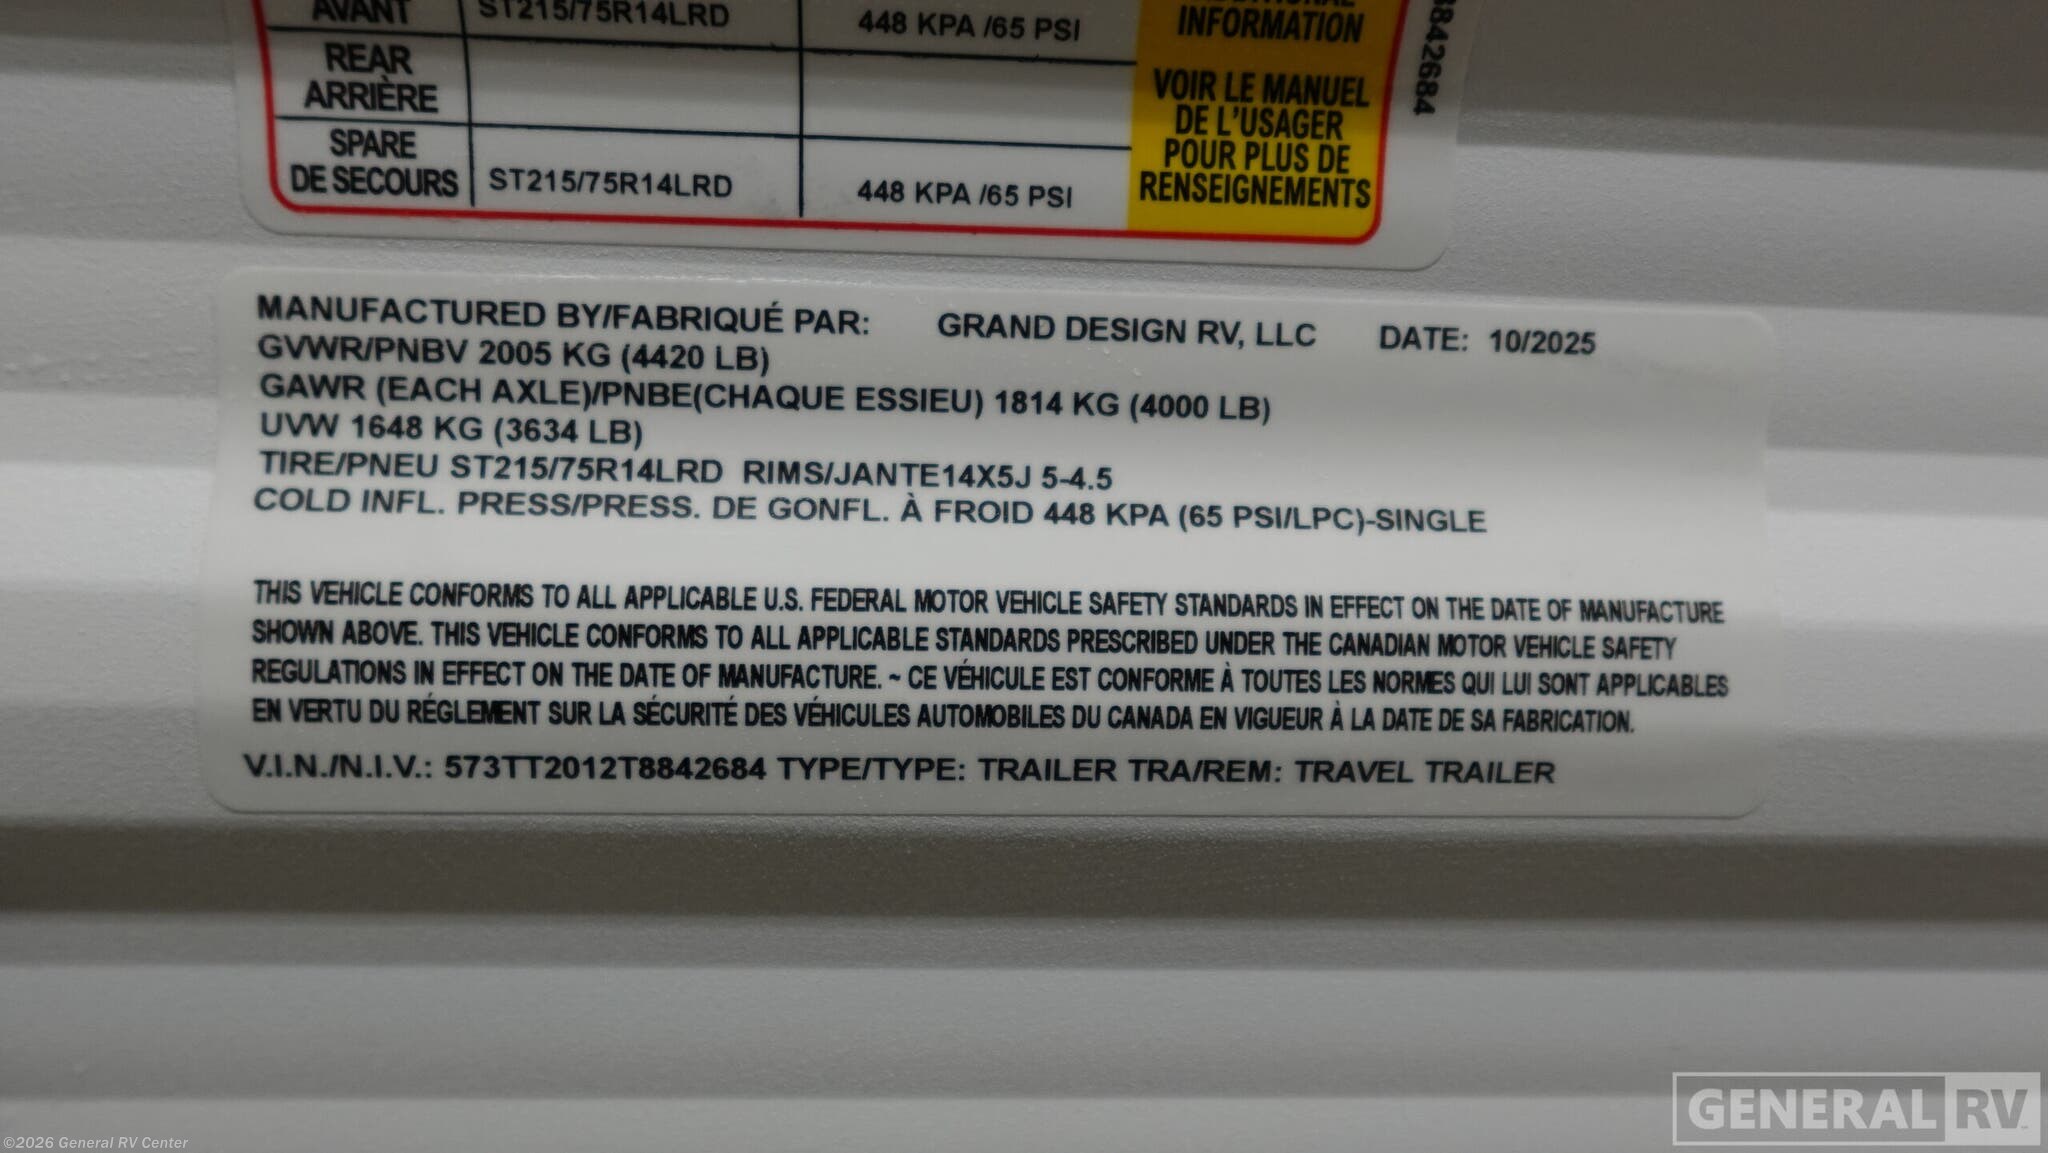 AVANT ST215/75R14LRD 448 KPA /65 PSI
INFORMATION
REAR
ARRIÈRE
VOIR LE MANUEL
DE L'USAGER
POUR PLUS DE
RENSEIGNEMENTS
SPARE
DE SECOURS ST215/75R14LRD 448 KPA /65 PSI
8842684
MANUFACTURED BY/FABRIQUÉ PAR: GRAND DESIGN RV, LLC DATE: 10/2025
GVWR/PNBV 2005 KG (4420 LB)
GAWR (EACH AXLE)/PNBE(CHAQUE ESSIEU) 1814 KG (4000 LB)
UVW 1648 KG (3634 LB)
TIRE/PNEU ST215/75R14LRD RIMS/JANTE14X5J 5-4.5
COLD INFL. PRESS/PRESS. DE GONFL. À FROID 448 KPA (65 PSI/LPC)-SINGLE
THIS VEHICLE CONFORMS TO ALL APPLICABLE U.S. FEDERAL MOTOR VEHICLE SAFETY STANDARDS IN EFFECT ON THE DATE OF MANUFACTURE
SHOWN ABOVE. THIS VEHICLE CONFORMS TO ALL APPLICABLE STANDARDS PRESCRIBED UNDER THE CANADIAN MOTOR VEHICLE SAFETY
REGULATIONS IN EFFECT ON THE DATE OF MANUFACTURE. ~ CE VÉHICULE EST CONFORME À TOUTES LES NORMES QUI LUI SONT APPLICABLES
EN VERTU DU RÉGLEMENT SUR LA SÉCURITÉ DES VÉHICULES AUTOMOBILES DU CANADA EN VIGUEUR À LA DATE DE SA FABRICATION.
V.I.N./N.I.V.: 573TT2012T8842684 TYPE/TYPE: TRAILER TRA/REM: TRAVEL TRAILER
GENERAL RV
©2026 General RV Center